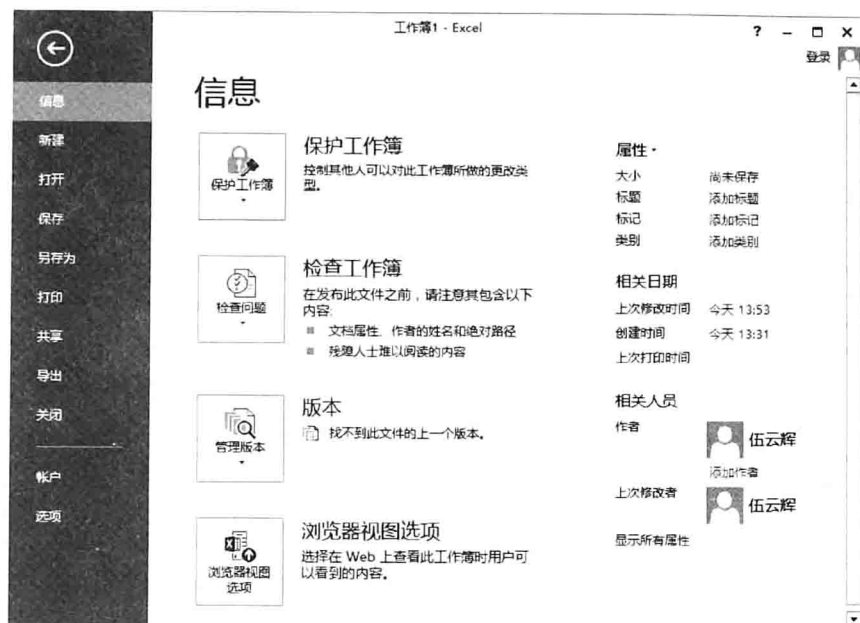 工作簿1 - Excel
?
登录
信息
新建
打开
保存
另存为
打印
共享
导出
关闭
帐户
选项
信息
保护工作簿
保护工作簿
控制其他人可以对此工作簿所做的更改类
型。
检查问题
检查工作簿
在发布此文件之前，请注意其包含以下
内容:
文档属性、作者的姓名和绝对路径
残障人士难以阅读的内容
管理版本
版本
找不到此文件的上一个版本。
浏览器视图
选项
浏览器视图选项
选择在 Web 上查看此工作簿时用户可
以看到的内容。
属性
大小 尚未保存
标题 添加标题
标记 添加标记
类别 添加类别
相关日期
上次修改时间 今天 13:53
创建时间 今天 13:31
上次打印时间
相关人员
作者
伍云辉
添加作者
上次修改者
伍云辉
显示所有属性